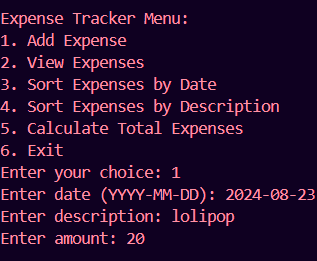 Expense Tracker Menu:
1. Add Expense
2. View Expenses
3. Sort Expenses by Date
4. Sort Expenses by Description
5. Calculate Total Expenses
6. Exit
Enter your choice: 1
Enter date (YYYY-MM-DD): 2024-08-23
Enter description: lolipop
Enter amount: 20